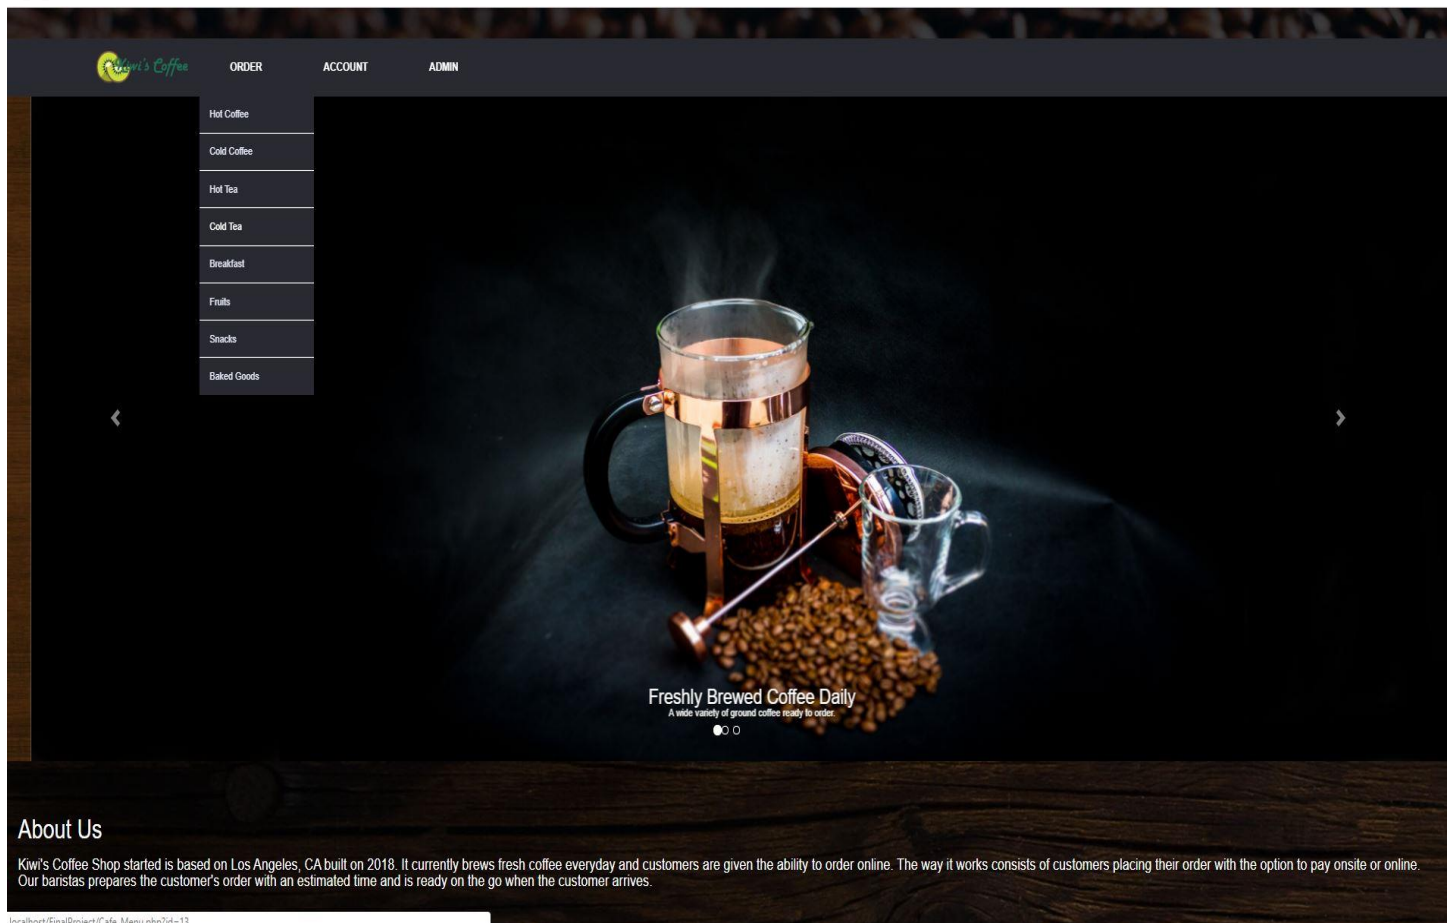 Kiwi's Coffee
ORDER
ACCOUNT
ADMIN
Hot Coffee
Cold Coffee
Hot Tea
Cold Tea
Breakfast
Fruits
Snacks
Baked Goods
Freshly Brewed Coffee Daily
A wide variety of ground coffee ready to order.
About Us
Kiwi's Coffee Shop started is based on Los Angeles, CA built on 2018. It currently brews fresh coffee everyday and customers are given the ability to order online. The way it works consists of customers placing their order with the option to pay onsite or online.
Our baristas prepares the customer's order with an estimated time and is ready on the go when the customer arrives.
localhost/FinalProject/Cafe_Menu.php?id=13